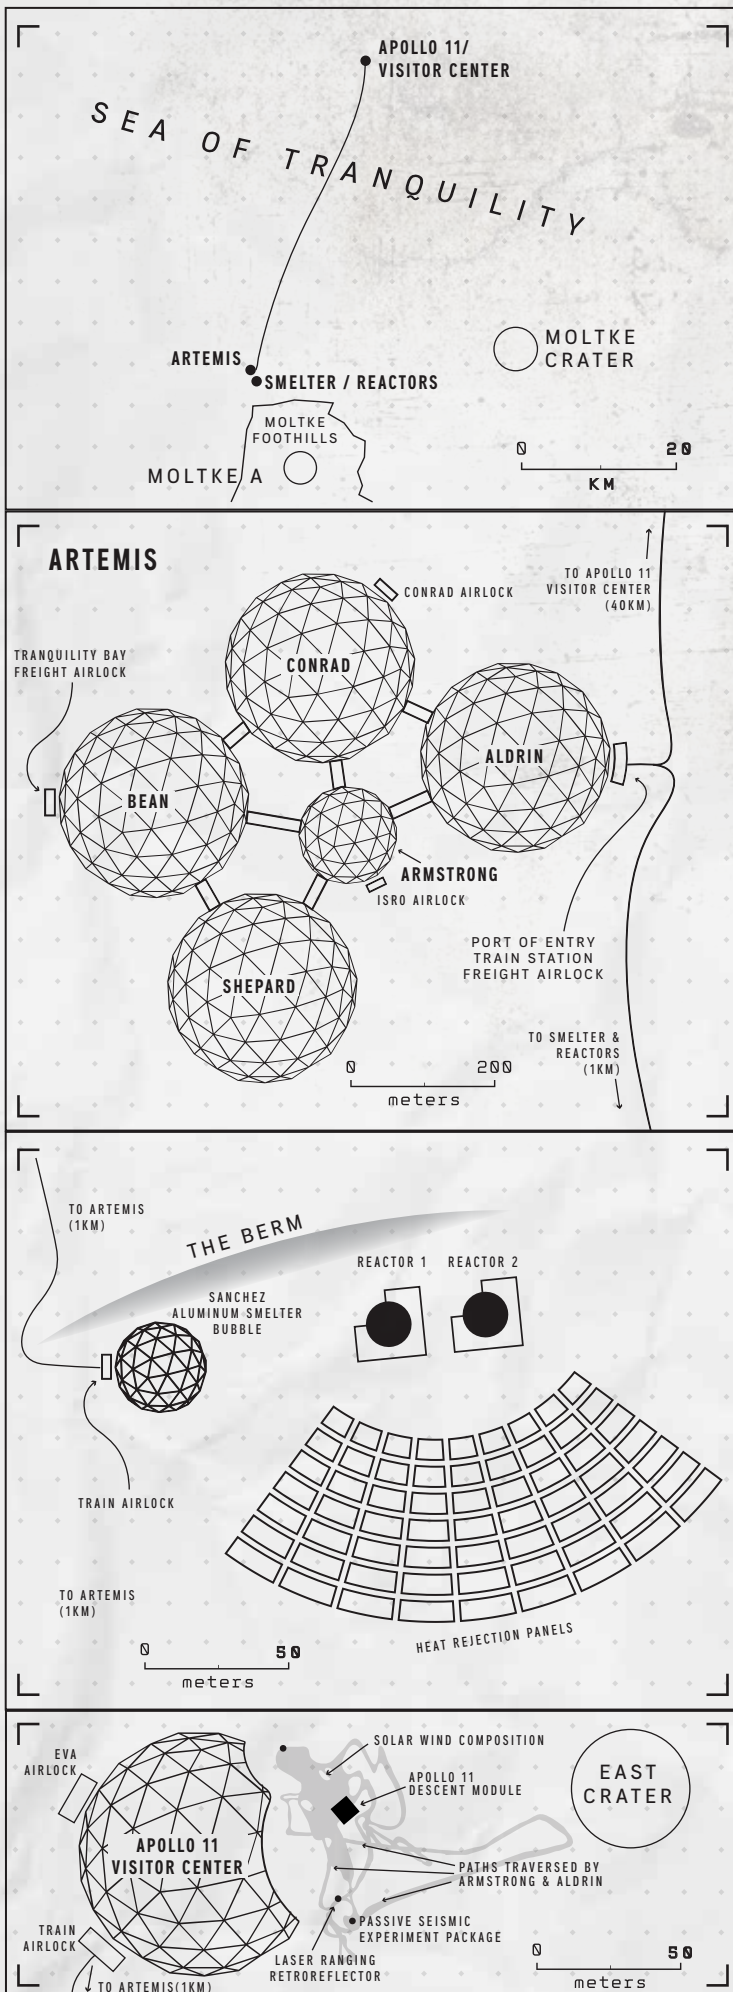 APOLLO 11/
VISITOR CENTER
SEA OF TRANQUILITY
MOLTKE
CRATER
ARTEMIS
SMELTER / REACTORS
MOLTKE
FOOTHILLS
MOLTKE A
0 20
KM
ARTEMIS
TO APOLLO 11
VISITOR CENTER
(40KM)
CONRAD AIRLOCK
TRANQUILITY BAY
FREIGHT AIRLOCK
CONRAD
ALDRIN
BEAN
ARMSTRONG
ISRO AIRLOCK
PORT OF ENTRY
TRAIN STATION
FREIGHT AIRLOCK
SHEPARD
TO SMELTER &
REACTORS
(1KM)
0 200
meters
TO ARTEMIS
(1KM)
THE BERM
REACTOR 1 REACTOR 2
SANCHEZ
ALUMINUM SMELTER
BUBBLE
TRAIN AIRLOCK
TO ARTEMIS
(1KM)
HEAT REJECTION PANELS
0 50
meters
SOLAR WIND COMPOSITION
EVA
AIRLOCK
APOLLO 11
DESCENT MODULE
EAST
CRATER
APOLLO 11
VISITOR CENTER
PATHS TRAVERSED BY
ARMSTRONG & ALDRIN
PASSIVE SEISMIC
EXPERIMENT PACKAGE
TRAIN
AIRLOCK
LASER RANGING
RETROREFLECTOR
0 50
meters
TO ARTEMIS(1KM)